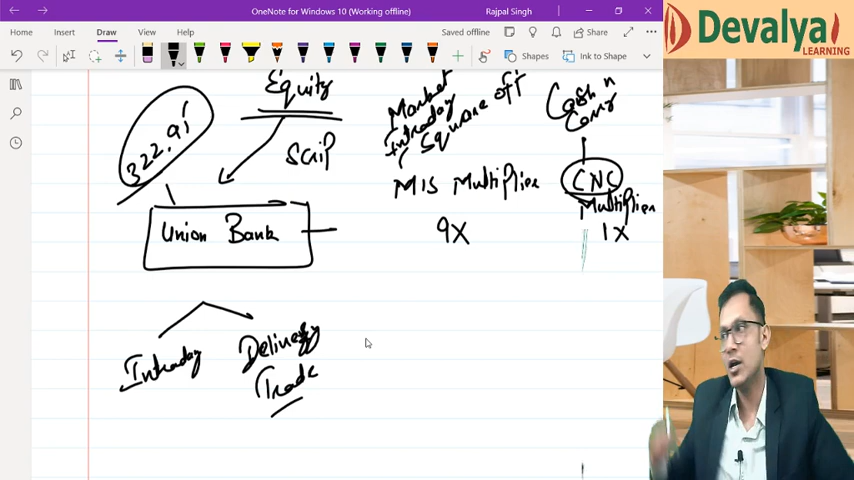 OneNote for Windows 10 (Working offline)
Rajpal Singh
Home
Insert
Draw
View
Help
Saved offline
Share
Shapes
Ink to Shape
Devalya
LEARNING
Equity
322.95
Scrip
Market
Intraday
Square off
Cash n
Carry
MIS Multiplier
CNC
Multiplier
Union Bank
9X
1X
Intraday
Delivery
Trade